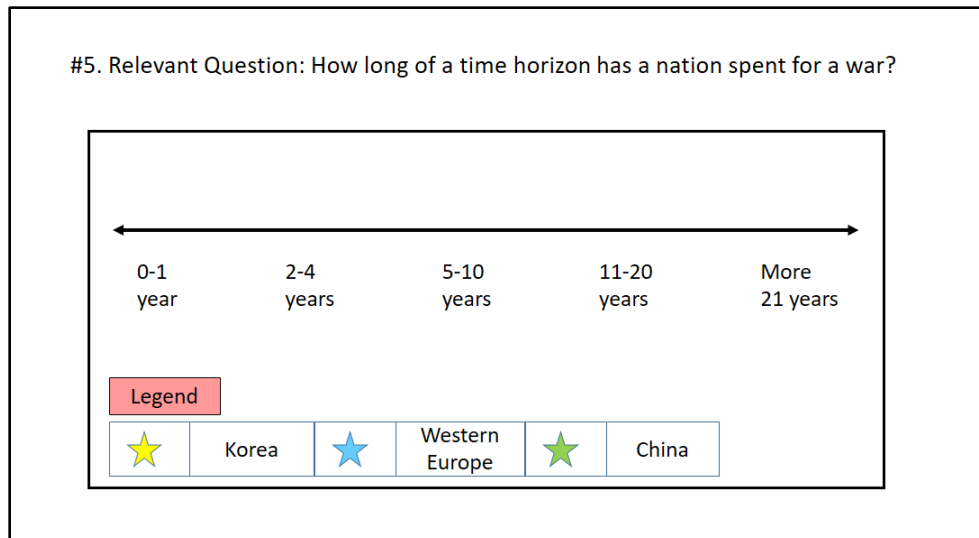 #5. Relevant Question: How long of a time horizon has a nation spent for a war?
0-1
year
2-4
years
5-10
years
11-20
years
More
21 years
Legend
Korea
Western
Europe
China